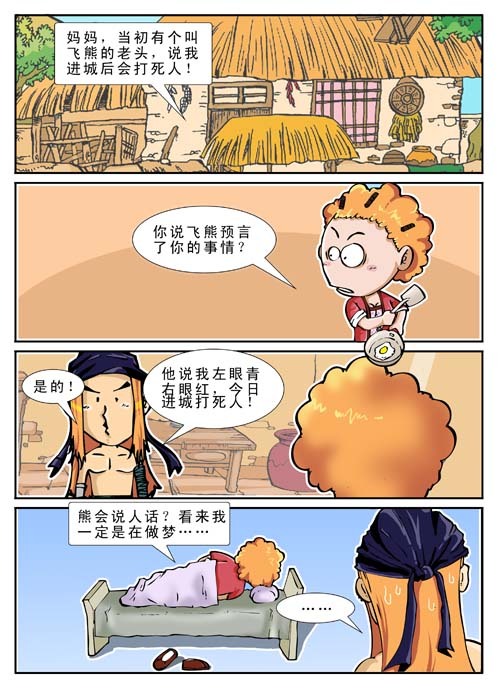 妈妈，当初有个叫
飞熊的老头，说我
进城后会打死人！
你说飞熊预言
了你的事情？
是的！
他说我左眼青
右眼红，今日
进城打死人！
熊会说人话？看来我
一定是在做梦……
……